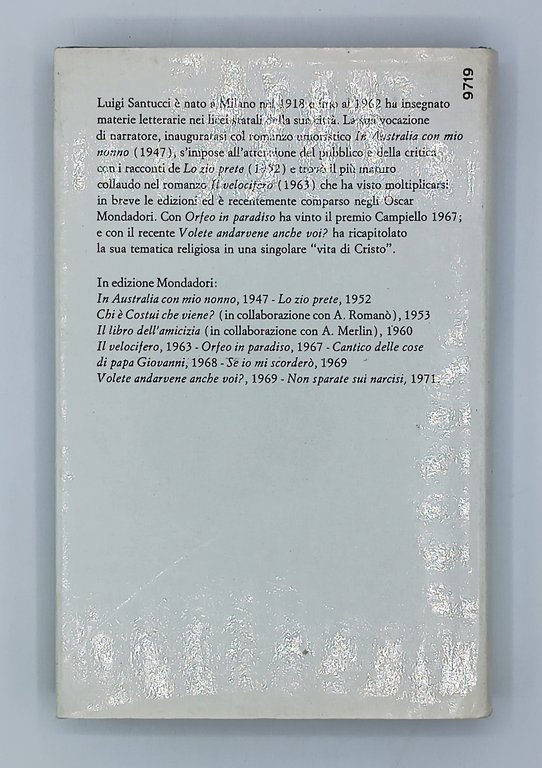 9719
Luigi Santucci è nato a Milano nel 1918 e fino al 1962 ha insegnato
materie letterarie nei licei statali della sua città. La sua vocazione
di narratore, inauguratasi col romanzo umoristico In Australia con mio
nonno (1947), s'impose all'attenzione del pubblico e della critica
con i racconti de Lo zio prete (1952) e trovò il più maturo
collaudo nel romanzo Il velocifero (1963) che ha visto moltiplicarsi
in breve le edizioni ed è recentemente comparso negli Oscar
Mondadori. Con Orfeo in paradiso ha vinto il premio Campiello 1967;
e con il recente Volete andarvene anche voi? ha ricapitolato
la sua tematica religiosa in una singolare "vita di Cristo".
In edizione Mondadori:
In Australia con mio nonno, 1947 - Lo zio prete, 1952
Chi è Costui che viene? (in collaborazione con A. Romanò), 1953
Il libro dell'amicizia (in collaborazione con A. Merlin), 1960
Il velocifero, 1963 - Orfeo in paradiso, 1967 - Cantico delle cose
di papa Giovanni, 1968 - Se io mi scorderò, 1969
Volete andarvene anche voi?, 1969 - Non sparate sui narcisi, 1971.